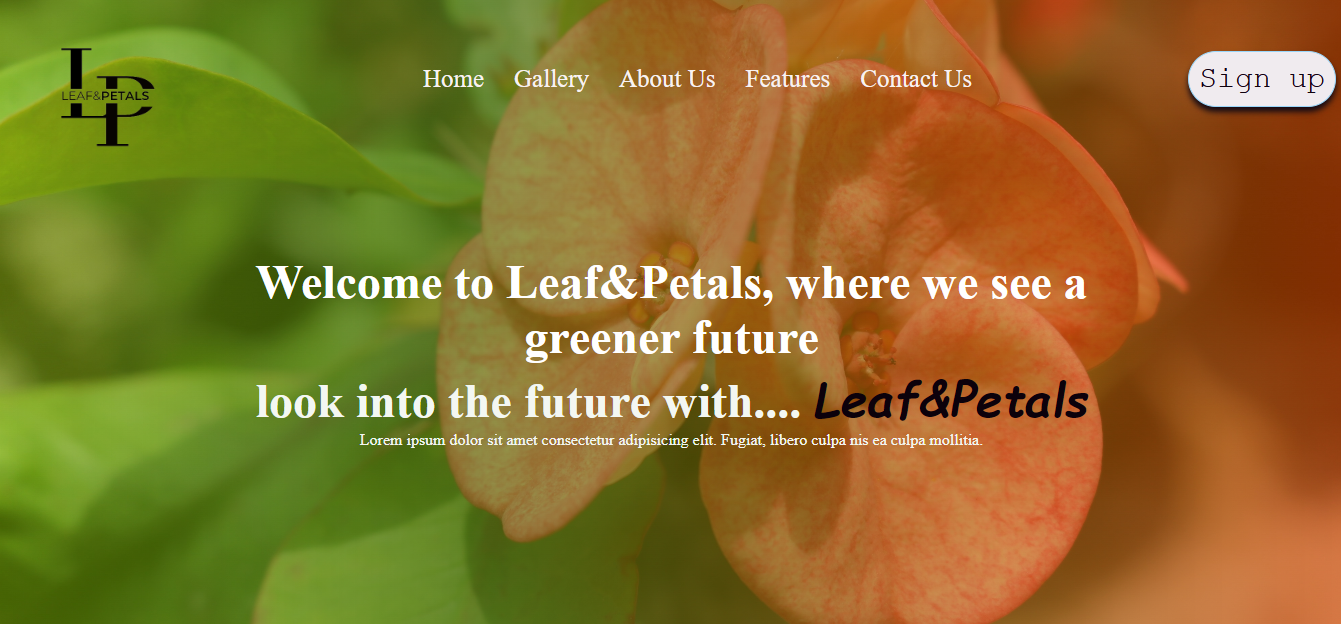 LP
LEAF&PETALS
Home Gallery About Us Features Contact Us
Sign up
Welcome to Leaf&Petals, where we see a
greener future
look into the future with.... Leaf&Petals
Lorem ipsum dolor sit amet consectetur adipisicing elit. Fugiat, libero culpa nis ea culpa mollitia.